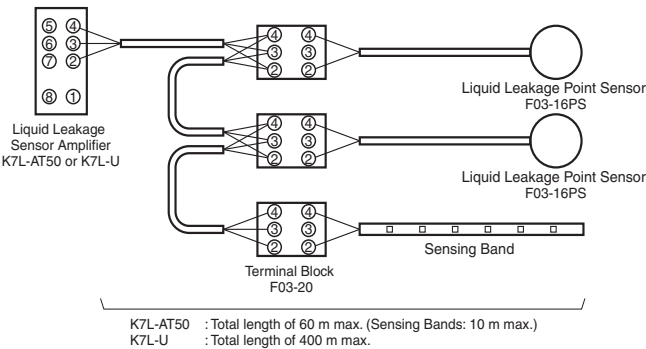 ⑤ ④
⑥ ③
⑦ ②
⑧ ①
Liquid Leakage
Sensor Amplifier
K7L-AT50 or K7L-U
④ ④
③ ③
② ②
Liquid Leakage Point Sensor
F03-16PS
④ ④
③ ③
② ②
Liquid Leakage Point Sensor
F03-16PS
④ ④
③ ③
② ②
Sensing Band
Terminal Block
F03-20
K7L-AT50 : Total length of 60 m max. (Sensing Bands: 10 m max.)
K7L-U : Total length of 400 m max.